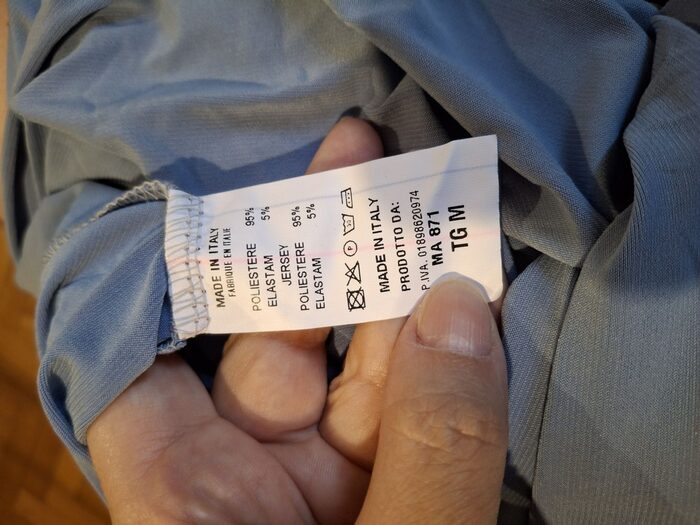 MADE IN ITALY
FABRIQUE EN ITALIE
POLIESTERE 95%
ELASTAM 5%
JERSEY
POLIESTERE 95%
ELASTAM 5%
MADE IN ITALY
PRODOTTO DA:
P.IVA. 01898620974
MA 871
TG M